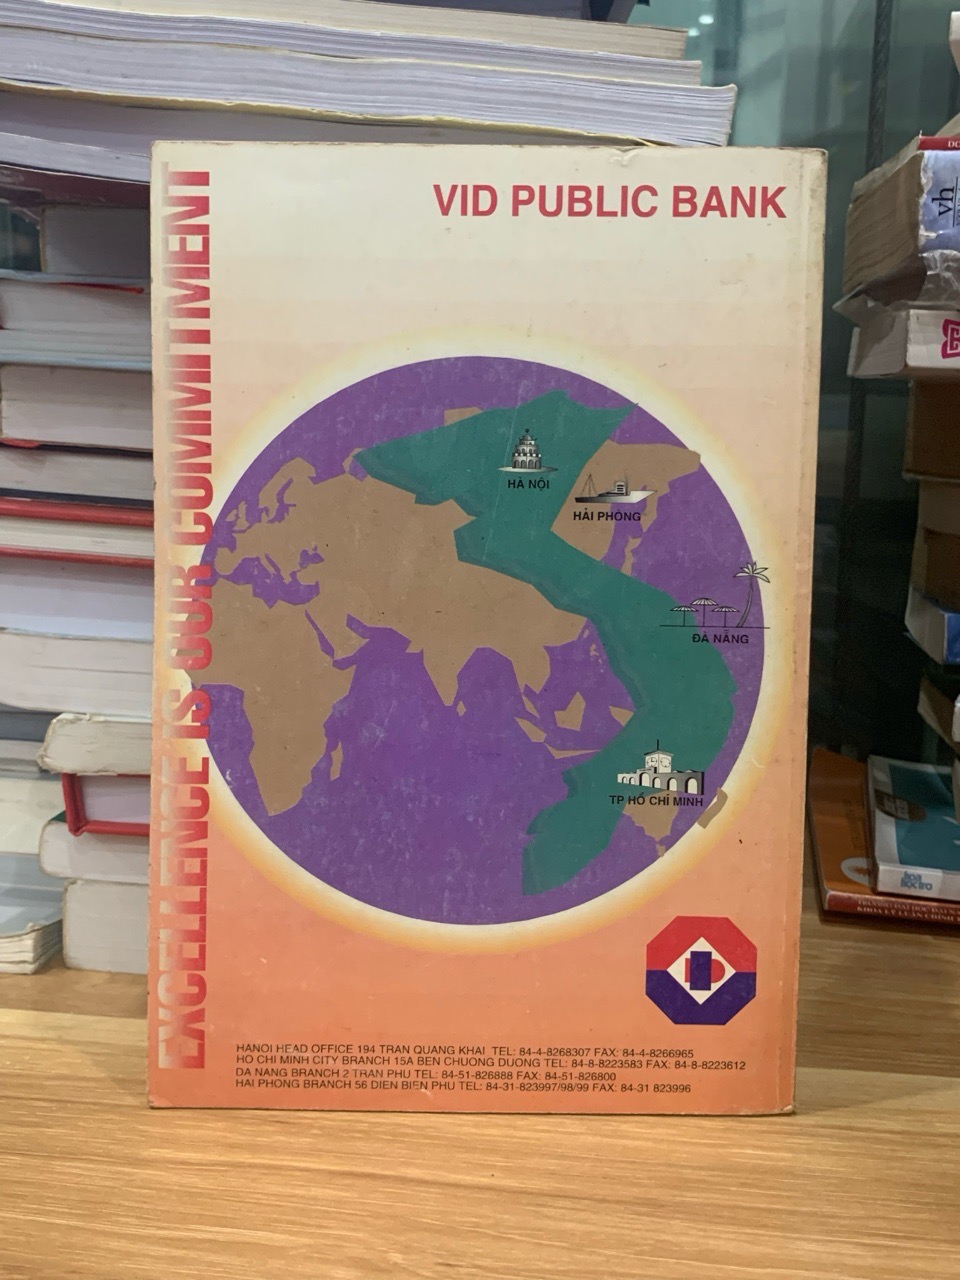 VID PUBLIC BANK
EXCELLENCE IS OUR COMMITMENT
HÀ NỘI
HẢI PHÒNG
ĐÀ NẴNG
TP HỒ CHÍ MINH
HANOI HEAD OFFICE 194 TRAN QUANG KHAI TEL: 84-4-8268307 FAX: 84-4-8266965
HO CHI MINH CITY BRANCH 15A BEN CHUONG DUONG TEL: 84-8-8223583 FAX: 84-8-8223612
DA NANG BRANCH 2 TRAN PHU TEL: 84-51-826888 FAX: 84-51-826800
HAI PHONG BRANCH 56 DIEN BIEN PHU TEL: 84-31-823997/98/99 FAX: 84-31 823996
vh